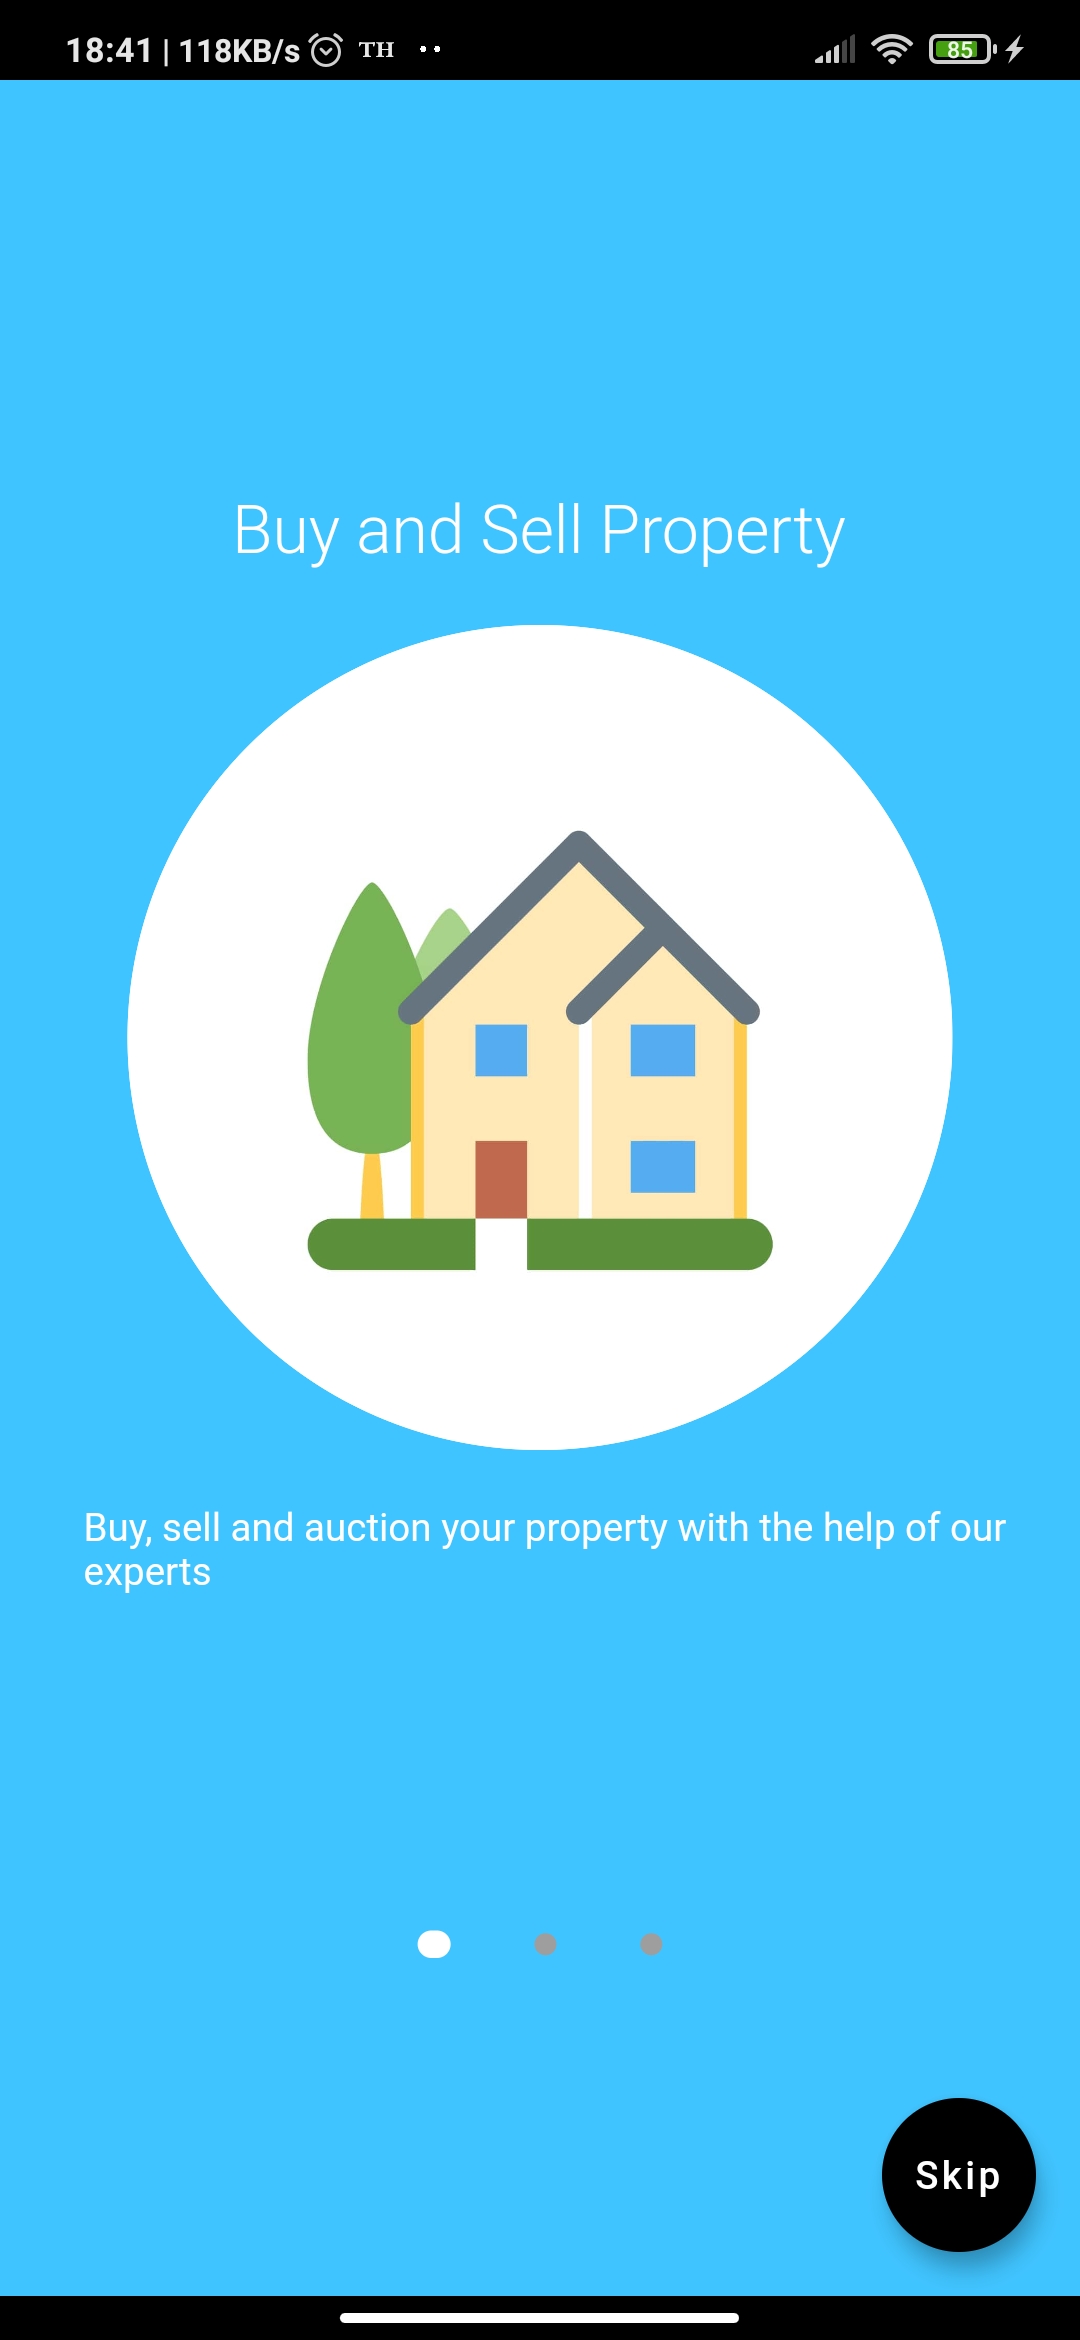 18:41 | 118KB/s TH 85
Buy and Sell Property
Buy, sell and auction your property with the help of our
experts
Skip